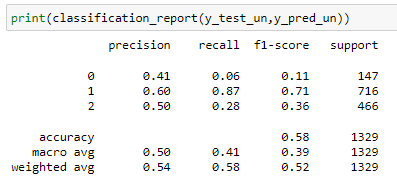 print(classification_report(y_test_un,y_pred_un))
precision recall f1-score support
0 0.41 0.06 0.11 147
1 0.60 0.87 0.71 716
2 0.50 0.28 0.36 466
accuracy 0.58 1329
macro avg 0.50 0.41 0.39 1329
weighted avg 0.54 0.58 0.52 1329